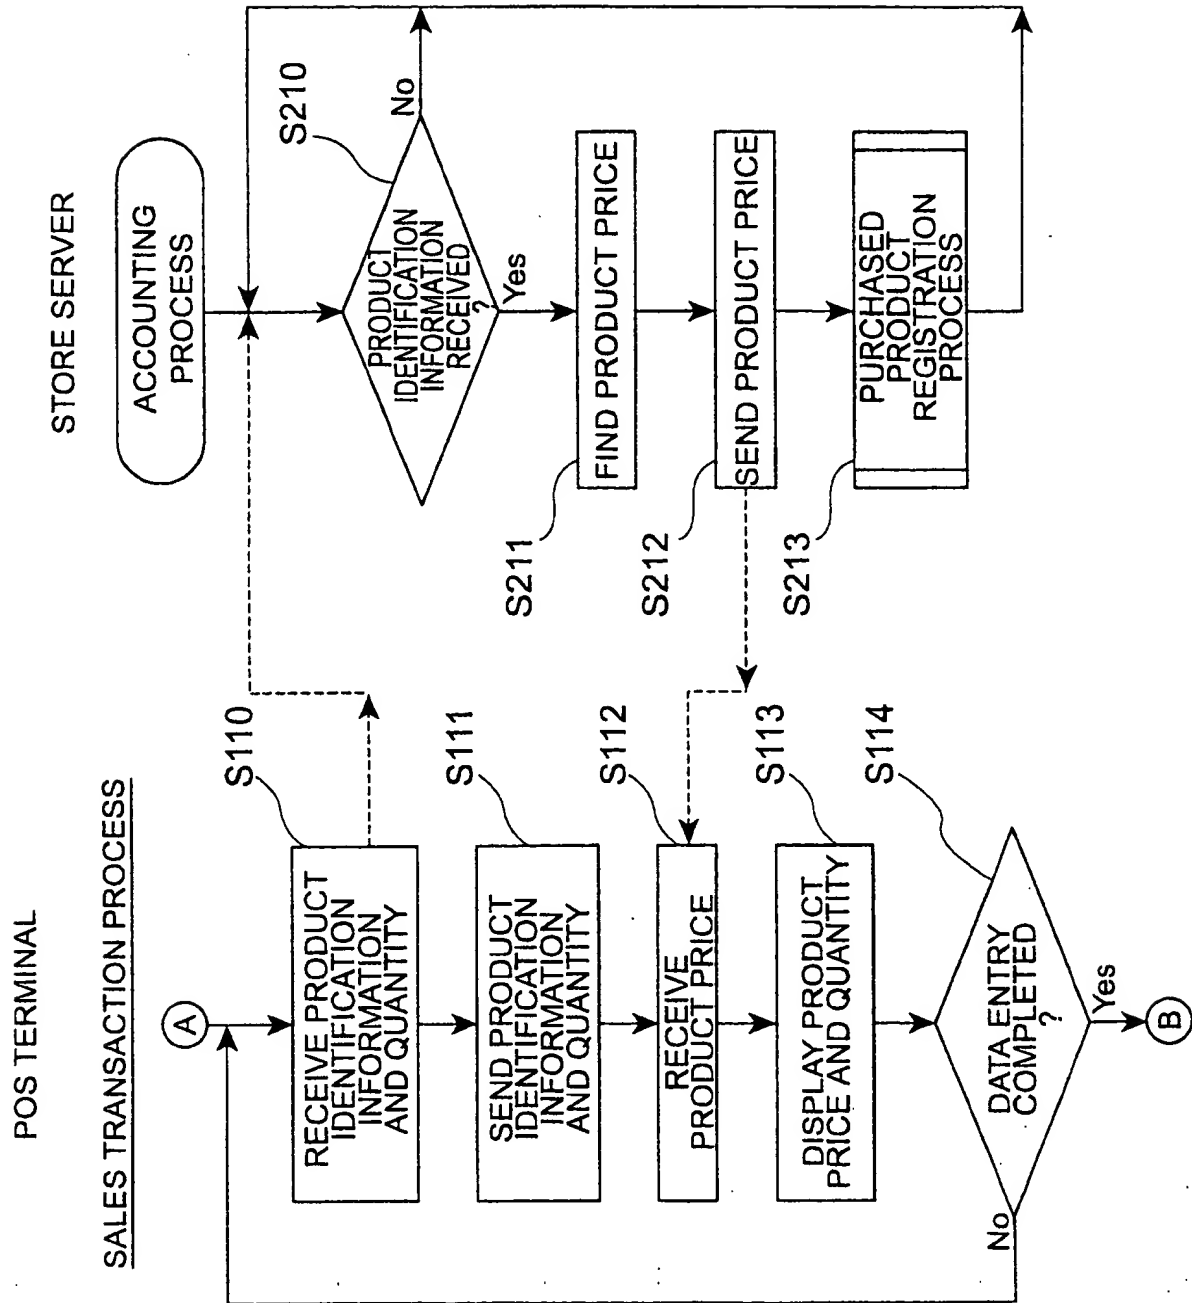 POS TERMINAL
SALES TRANSACTION PROCESS
A
S110
RECEIVE PRODUCT
IDENTIFICATION
INFORMATION
AND QUANTITY
S111
SEND PRODUCT
IDENTIFICATION
INFORMATION
AND QUANTITY
S112
RECEIVE
PRODUCT PRICE
S113
DISPLAY PRODUCT
PRICE AND QUANTITY
S114
DATA ENTRY
COMPLETED
?
No
Yes
B
STORE SERVER
ACCOUNTING
PROCESS
S210
PRODUCT
IDENTIFICATION
INFORMATION
RECEIVED
?
No
Yes
S211
FIND PRODUCT PRICE
S212
SEND PRODUCT PRICE
S213
PURCHASED
PRODUCT
REGISTRATION
PROCESS